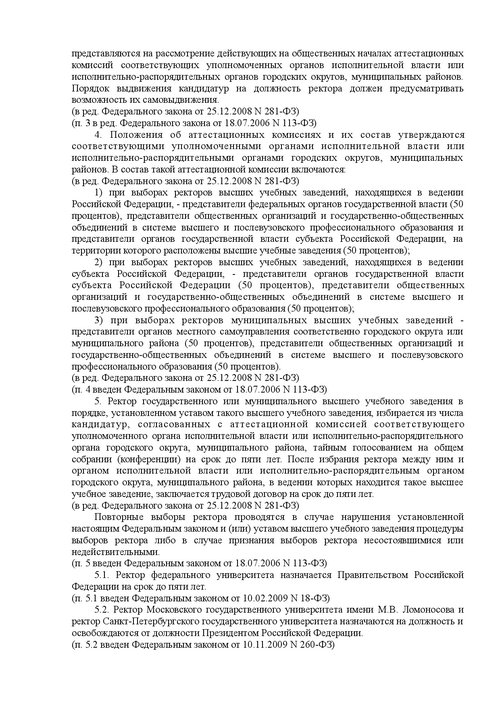 представляются на рассмотрение действующих на общественных началах аттестационных
комиссий соответствующих уполномоченных органов исполнительной власти или
исполнительно-распорядительных органов городских округов, муниципальных районов.
Порядок выдвижения кандидатур на должность ректора должен предусматривать
возможность их самовыдвижения.
(в ред. Федерального закона от 25.12.2008 N 281-ФЗ)
(п. 3 в ред. Федерального закона от 18.07.2006 N 113-ФЗ)
4. Положения об аттестационных комиссиях и их состав утверждаются
соответствующими уполномоченными органами исполнительной власти или
исполнительно-распорядительными органами городских округов, муниципальных
районов. В состав такой аттестационной комиссии включаются:
(в ред. Федерального закона от 25.12.2008 N 281-ФЗ)
1) при выборах ректоров высших учебных заведений, находящихся в ведении
Российской Федерации, - представители федеральных органов государственной власти (50
процентов), представители общественных организаций и государственно-общественных
объединений в системе высшего и послевузовского профессионального образования и
представители органов государственной власти субъекта Российской Федерации, на
территории которого расположены высшие учебные заведения (50 процентов);
2) при выборах ректоров высших учебных заведений, находящихся в ведении
субъекта Российской Федерации, - представители органов государственной власти
субъекта Российской Федерации (50 процентов), представители общественных
организаций и государственно-общественных объединений в системе высшего и
послевузовского профессионального образования (50 процентов);
3) при выборах ректоров муниципальных высших учебных заведений -
представители органов местного самоуправления соответственно городского округа или
муниципального района (50 процентов), представители общественных организаций и
государственно-общественных объединений в системе высшего и послевузовского
профессионального образования (50 процентов).
(в ред. Федерального закона от 25.12.2008 N 281-ФЗ)
(п. 4 введен Федеральным законом от 18.07.2006 N 113-ФЗ)
5. Ректор государственного или муниципального высшего учебного заведения в
порядке, установленном уставом такого высшего учебного заведения, избирается из числа
кандидатур, согласованных с аттестационной комиссией соответствующего
уполномоченного органа исполнительной власти или исполнительно-распорядительного
органа городского округа, муниципального района, тайным голосованием на общем
собрании (конференции) на срок до пяти лет. После избрания ректора между ним и
органом исполнительной власти или исполнительно-распорядительным органом
городского округа, муниципального района, в ведении которых находится такое высшее
учебное заведение, заключается трудовой договор на срок до пяти лет.
(в ред. Федерального закона от 25.12.2008 N 281-ФЗ)
Повторные выборы ректора проводятся в случае нарушения установленной
настоящим Федеральным законом и (или) уставом высшего учебного заведения процедуры
выборов ректора либо в случае признания выборов ректора несостоявшимися или
недействительными.
(п. 5 введен Федеральным законом от 18.07.2006 N 113-ФЗ)
5.1. Ректор федерального университета назначается Правительством Российской
Федерации на срок до пяти лет.
(п. 5.1 введен Федеральным законом от 10.02.2009 N 18-ФЗ)
5.2. Ректор Московского государственного университета имени М.В. Ломоносова и
ректор Санкт-Петербургского государственного университета назначаются на должность и
освобождаются от должности Президентом Российской Федерации.
(п. 5.2 введен Федеральным законом от 10.11.2009 N 260-ФЗ)